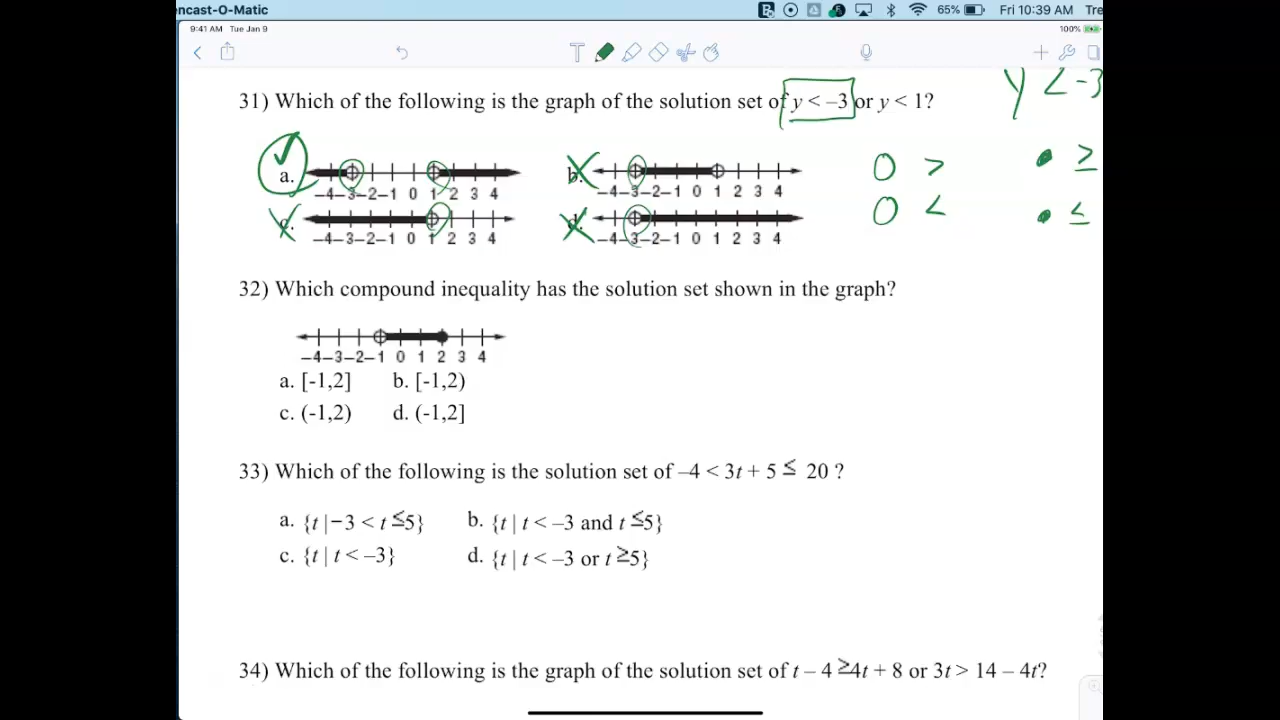 encast-O-Matic 65% Fri 10:39 AM Tre
9:41 AM Tue Jan 9 100%
y < -3
31) Which of the following is the graph of the solution set of y < –3 or y < 1?
a. –4–3–2–1 0 1 2 3 4 b. –4–3–2–1 0 1 2 3 4 O > • ≥
c. –4–3–2–1 0 1 2 3 4 d. –4–3–2–1 0 1 2 3 4 O < • ≤
32) Which compound inequality has the solution set shown in the graph?
–4–3–2–1 0 1 2 3 4
a. [-1,2] b. [-1,2)
c. (-1,2) d. (-1,2]
33) Which of the following is the solution set of –4 < 3t + 5 ≤ 20 ?
a. {t | –3 < t ≤5} b. {t | t < –3 and t ≤5}
c. {t | t < –3} d. {t | t < –3 or t ≥5}
34) Which of the following is the graph of the solution set of t – 4 ≥4t + 8 or 3t > 14 – 4t?